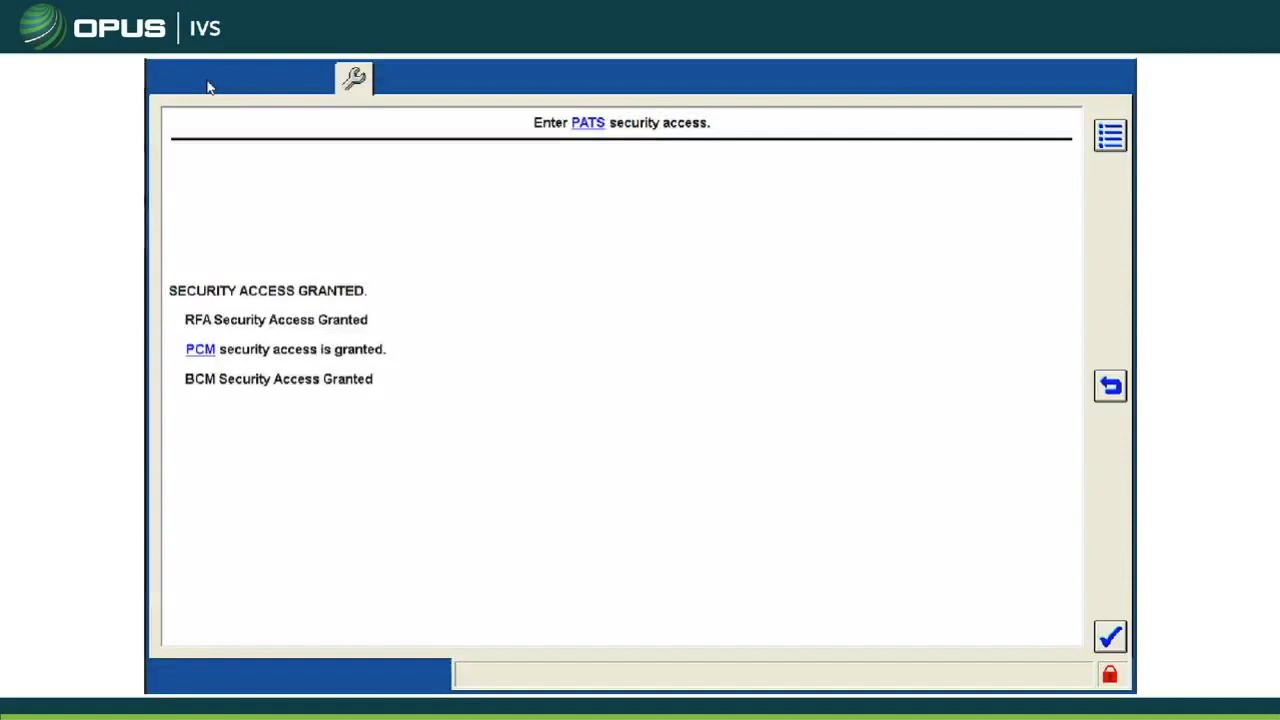 OPUS | IVS
Enter PATS security access.
SECURITY ACCESS GRANTED.
RFA Security Access Granted
PCM security access is granted.
BCM Security Access Granted